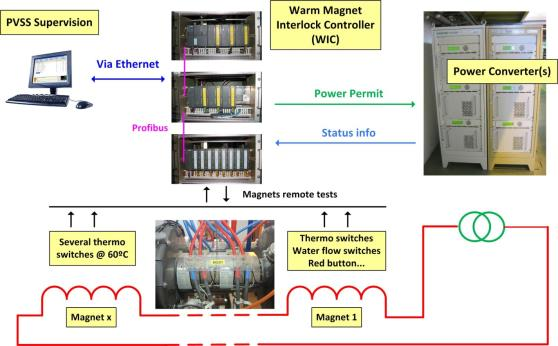 PVSS Supervision
Warm Magnet
Interlock Controller
(WIC)
Via Ethernet
Power Permit
Power Converter(s)
Profibus
Status info
Magnets remote tests
Several thermo
switches @ 60ºC
Thermo switches
Water flow switches
Red button...
Magnet x
Magnet 1